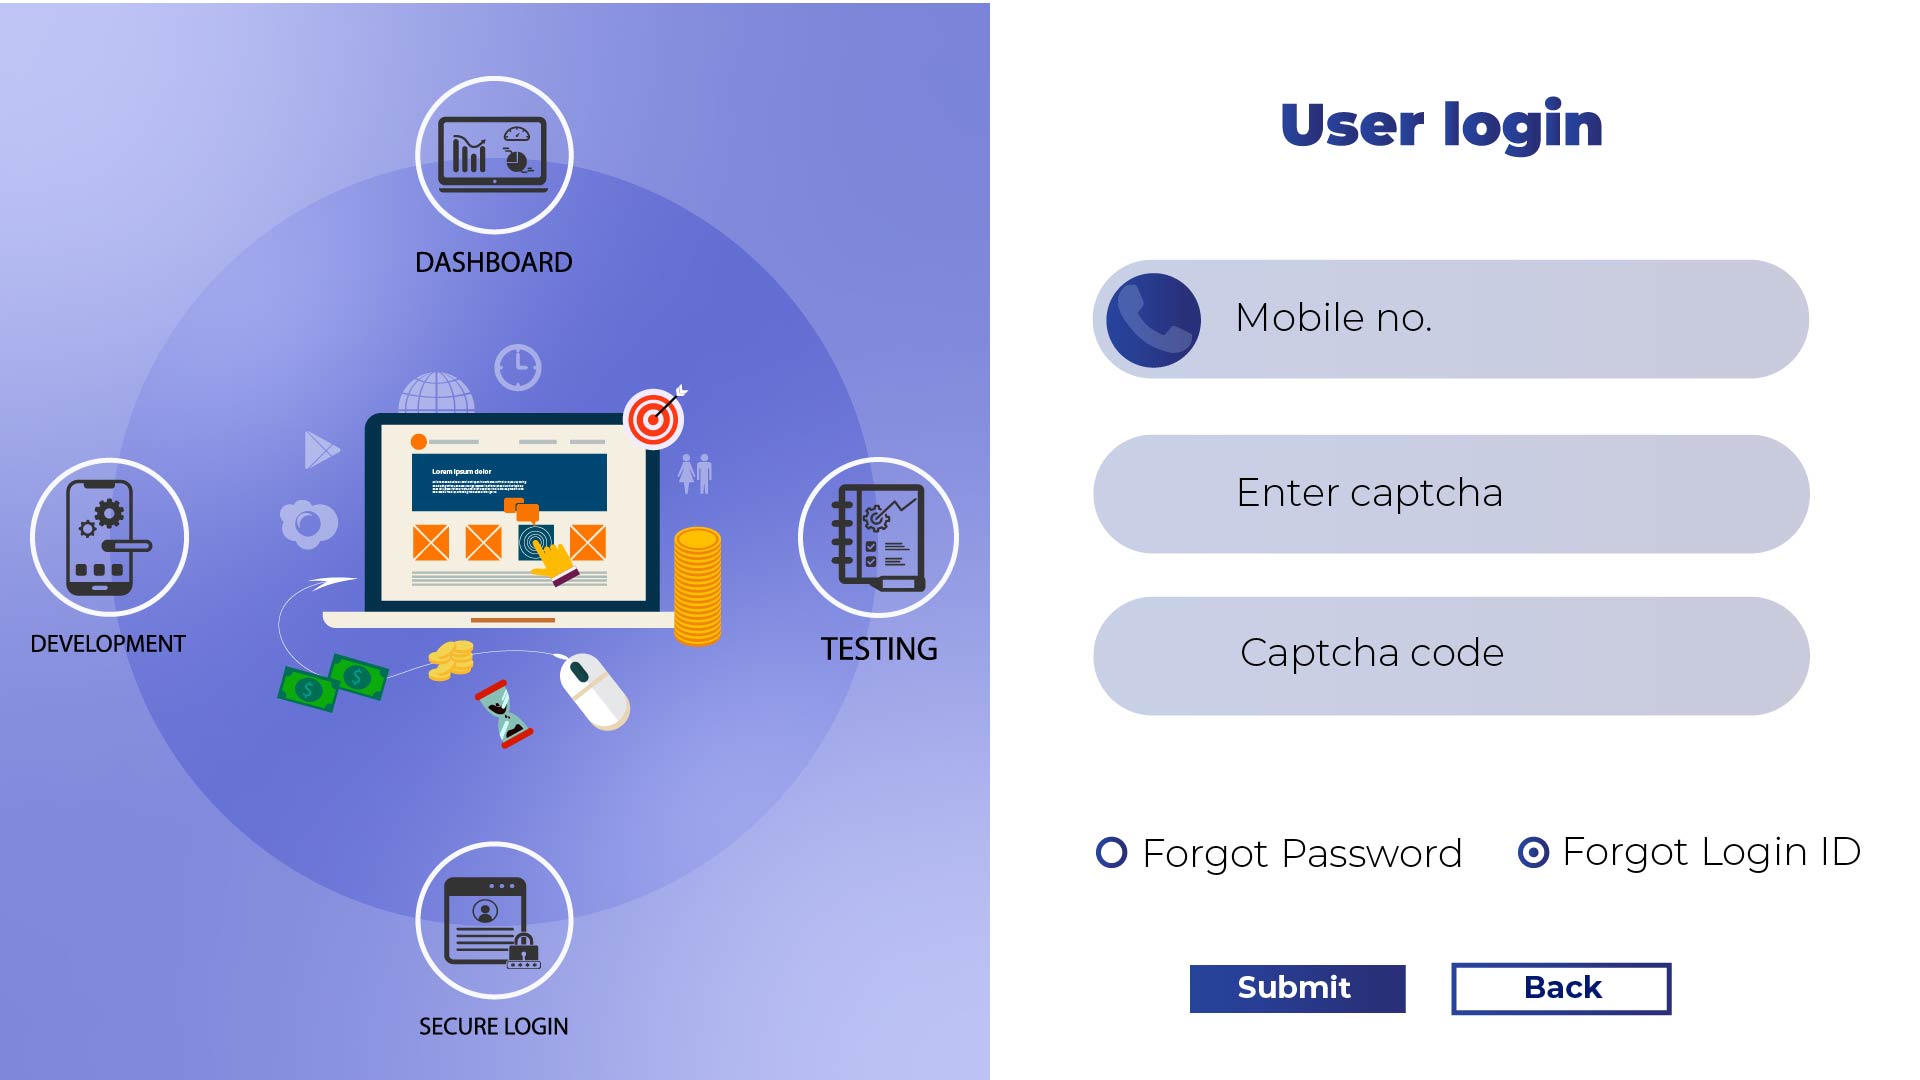 DASHBOARD
Lorem ipsum dolor
DEVELOPMENT
TESTING
SECURE LOGIN
User login
Mobile no.
Enter captcha
Captcha code
Forgot Password
Forgot Login ID
Submit
Back